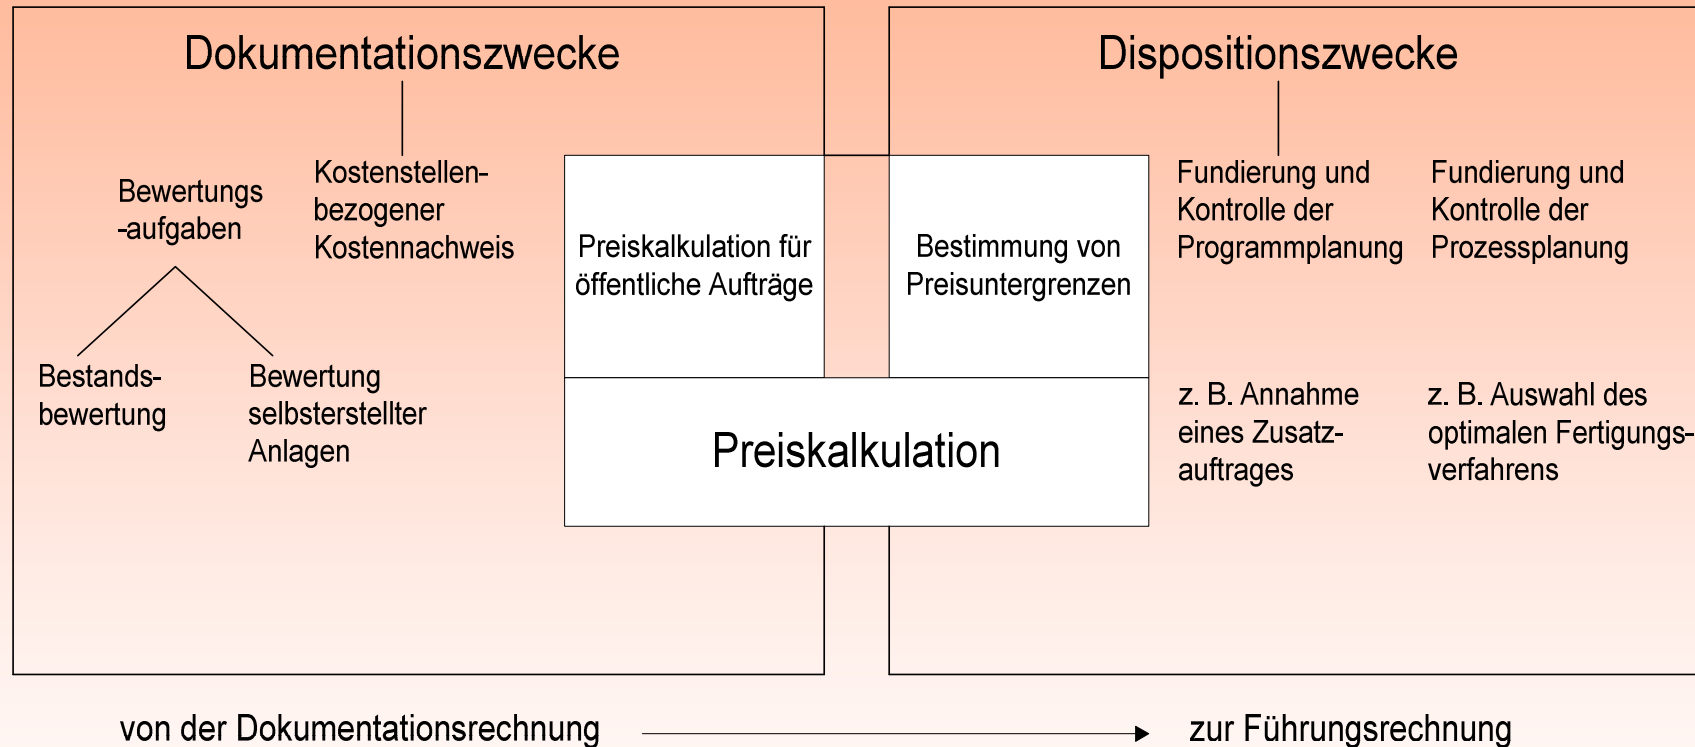 Dokumentationszwecke
Bewertungs
-aufgaben
Kostenstellen-
bezogener
Kostennachweis
Bestands-
bewertung
Bewertung
selbsterstellter
Anlagen
Preiskalkulation für
öffentliche Aufträge
Bestimmung von
Preisuntergrenzen
Preiskalkulation
Dispositionszwecke
Fundierung und
Kontrolle der
Programmplanung
Fundierung und
Kontrolle der
Prozessplanung
z. B. Annahme
eines Zusatz-
auftrages
z. B. Auswahl des
optimalen Fertigungs-
verfahrens
von der Dokumentationsrechnung
zur Führungsrechnung